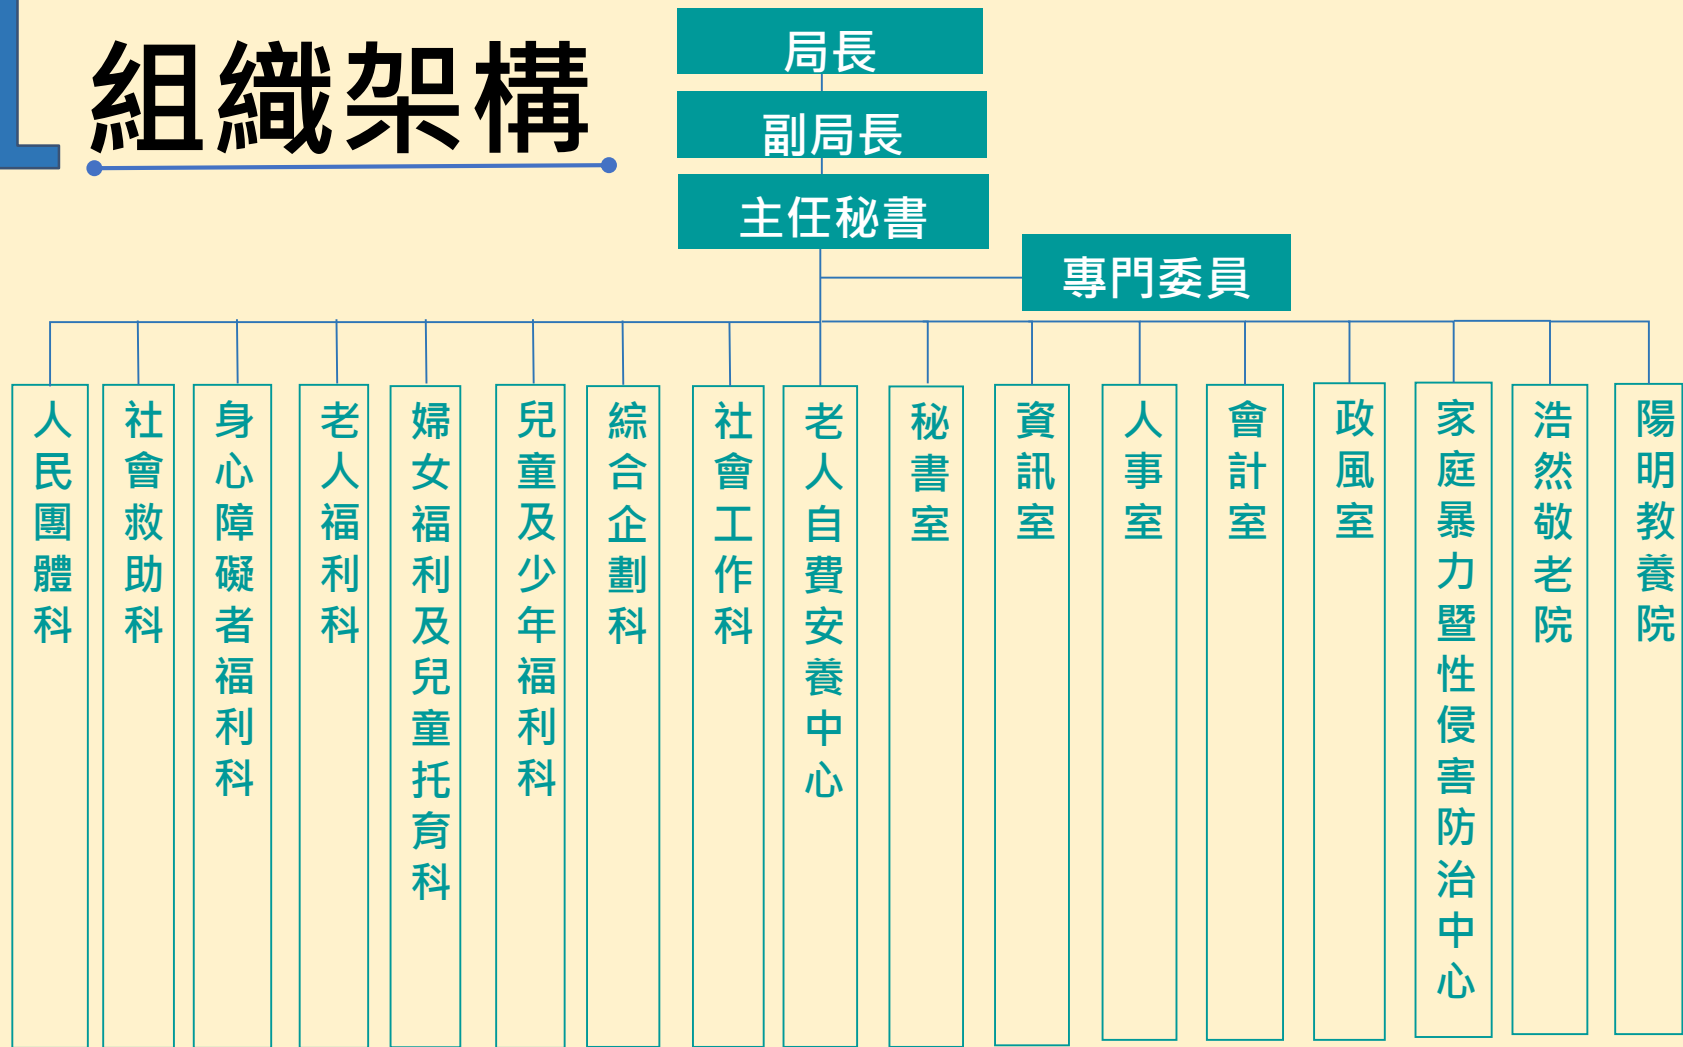 組織架構
局長
副局長
主任秘書
專門委員
人民團體科
社會救助科
身心障礙者福利科
老人福利科
婦女福利及兒童托育科
兒童及少年福利科
綜合企劃科
社會工作科
老人自費安養中心
秘書室
資訊室
人事室
會計室
政風室
家庭暴力暨性侵害防治中心
浩然敬老院
陽明教養院